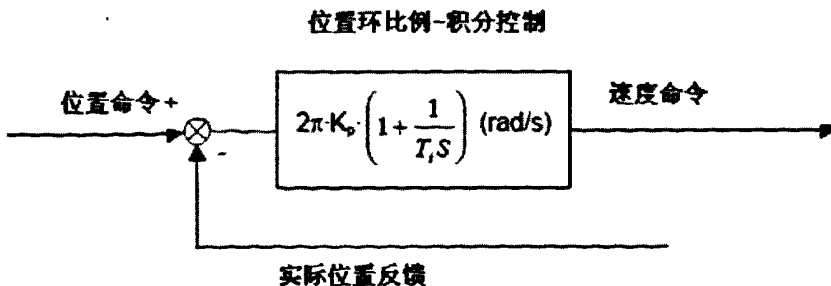 位置环比例-积分控制
位置命令 +
2π·Kₚ·(1 + 1/(TᵢS)) (rad/s)
速度命令
-
实际位置反馈